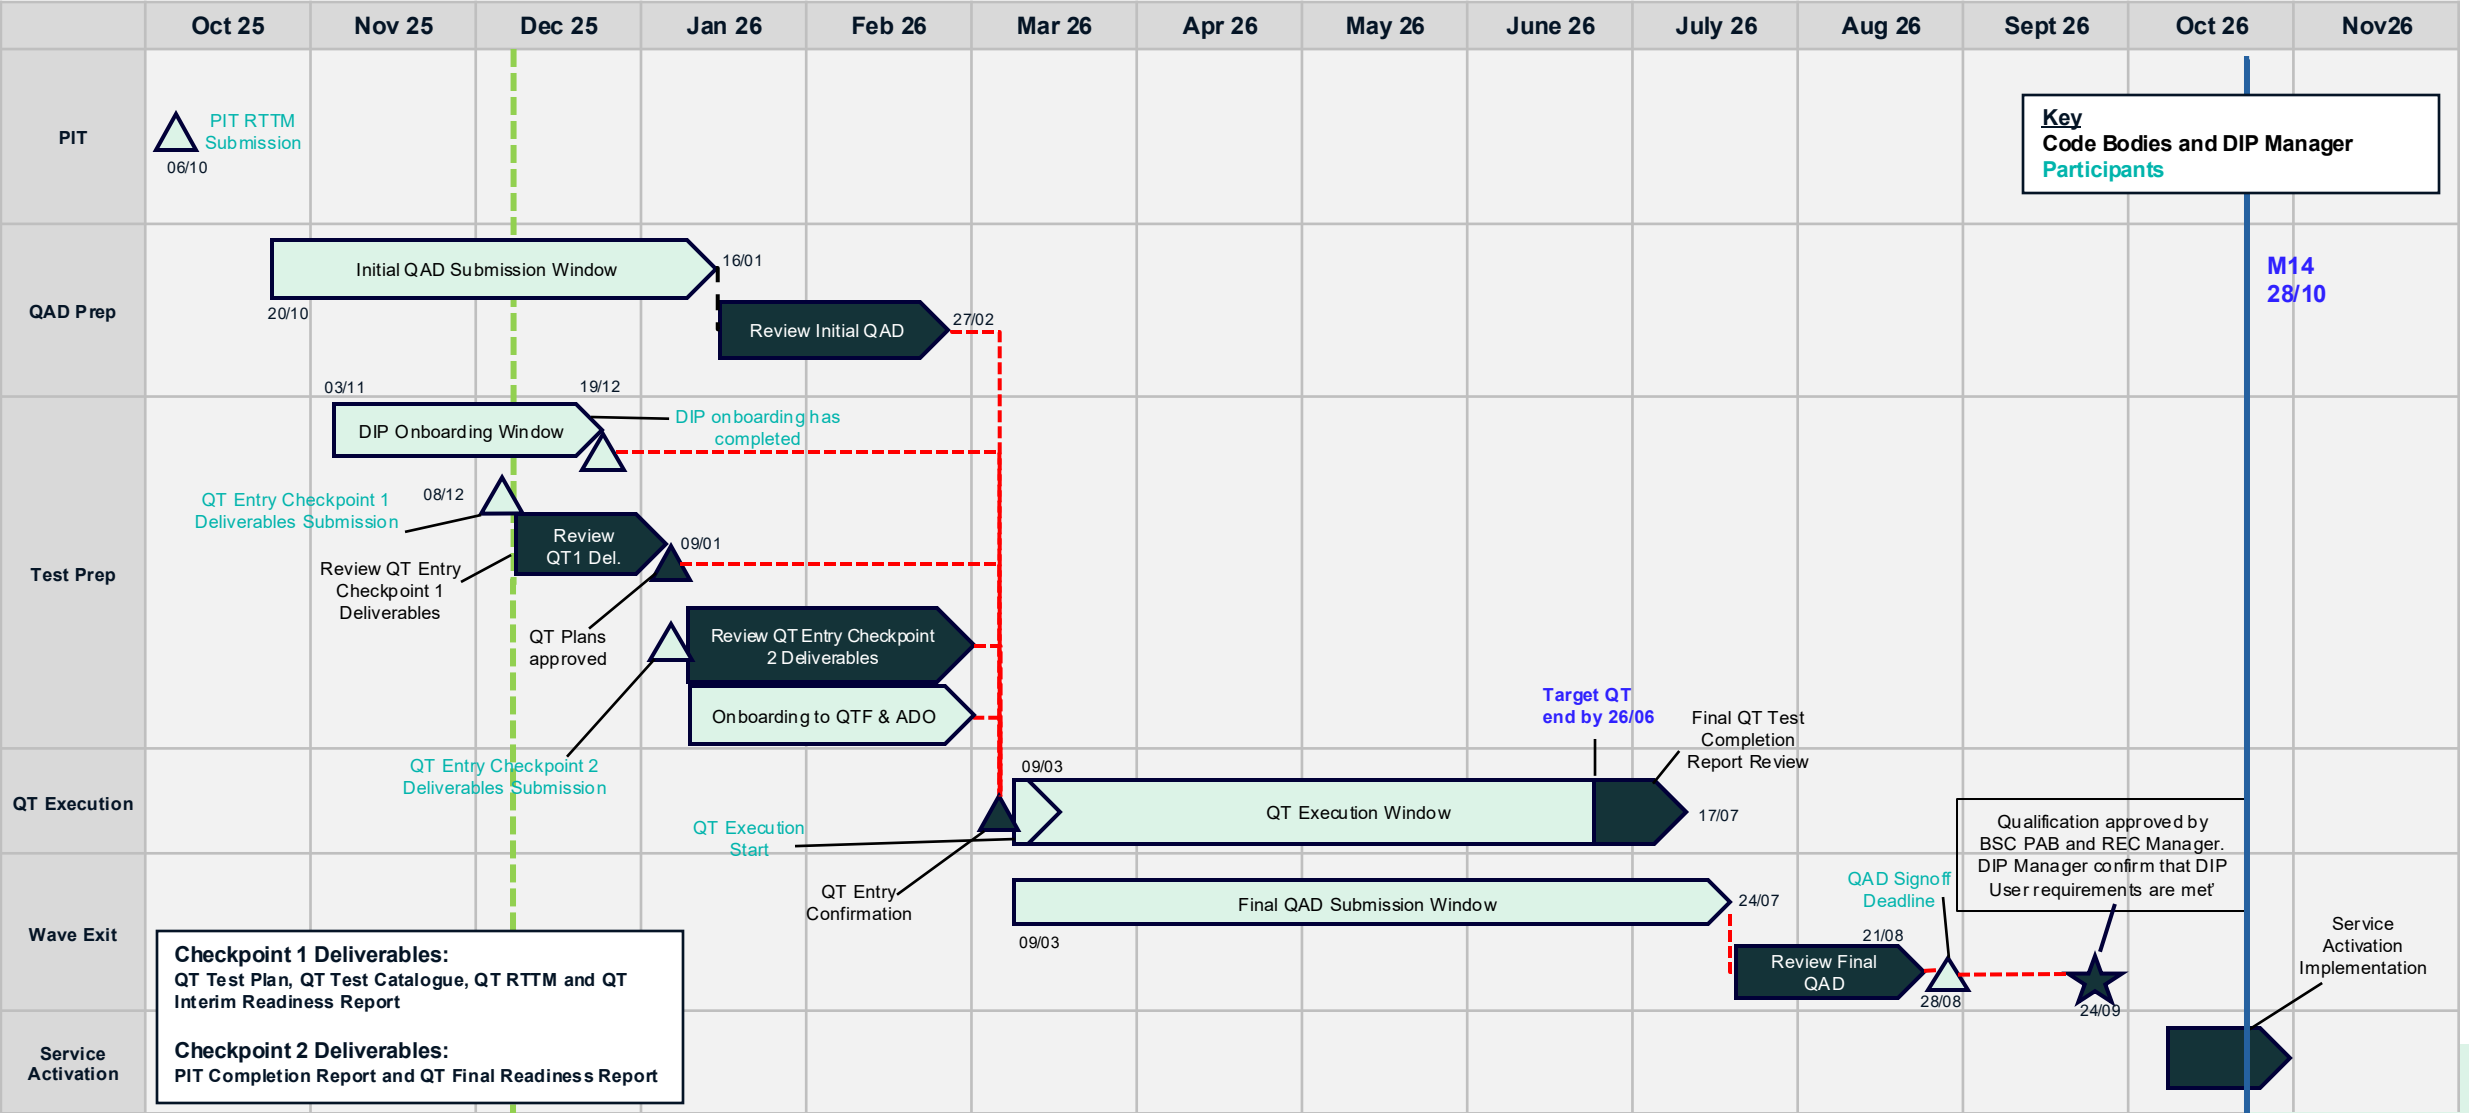 Oct 25
Nov 25
Dec 25
Jan 26
Feb 26
Mar 26
Apr 26
May 26
June 26
July 26
Aug 26
Sept 26
Oct 26
Nov26
PIT
PIT RTTM
Submission
06/10
Key
Code Bodies and DIP Manager
Participants
QAD Prep
Initial QAD Submission Window
16/01
20/10
Review Initial QAD
27/02
M14
28/10
Test Prep
03/11
19/12
DIP Onboarding Window
DIP onboarding has
completed
QT Entry Checkpoint 1
Deliverables Submission
08/12
Review
QT1 Del.
09/01
Review QT Entry
Checkpoint 1
Deliverables
QT Plans
approved
Review QT Entry Checkpoint
2 Deliverables
Onboarding to QTF & ADO
QT Entry Checkpoint 2
Deliverables Submission
Target QT
end by 26/06
Final QT Test
Completion
Report Review
QT Execution
09/03
QT Execution Window
17/07
QT Execution
Start
QT Entry
Confirmation
Qualification approved by
BSC PAB and REC Manager.
DIP Manager confirm that DIP
User requirements are met'
Wave Exit
Final QAD Submission Window
24/07
09/03
QAD Signoff
Deadline
21/08
Review Final
QAD
28/08
24/09
Service
Activation
Implementation
Checkpoint 1 Deliverables:
QT Test Plan, QT Test Catalogue, QT RTTM and QT
Interim Readiness Report
Checkpoint 2 Deliverables:
PIT Completion Report and QT Final Readiness Report
Service
Activation